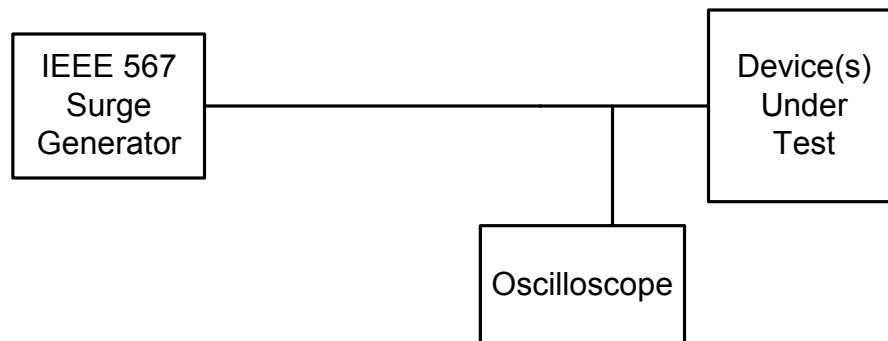 IEEE 567
Surge
Generator
Device(s)
Under
Test
Oscilloscope